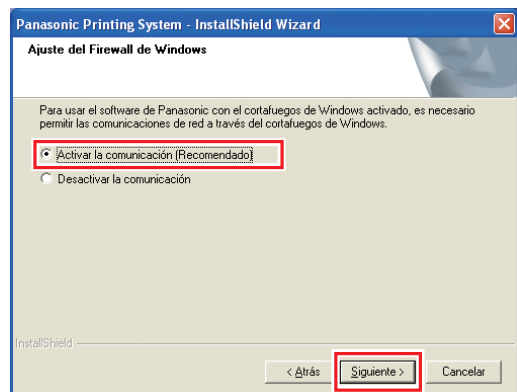 Panasonic Printing System - InstallShield Wizard
Ajuste del Firewall de Windows
Para usar el software de Panasonic con el cortafuegos de Windows activado, es necesario
permitir las comunicaciones de red a través del cortafuegos de Windows.
Activar la comunicación (Recomendado)
Desactivar la comunicación
InstallShield
< Atrás Siguiente > Cancelar